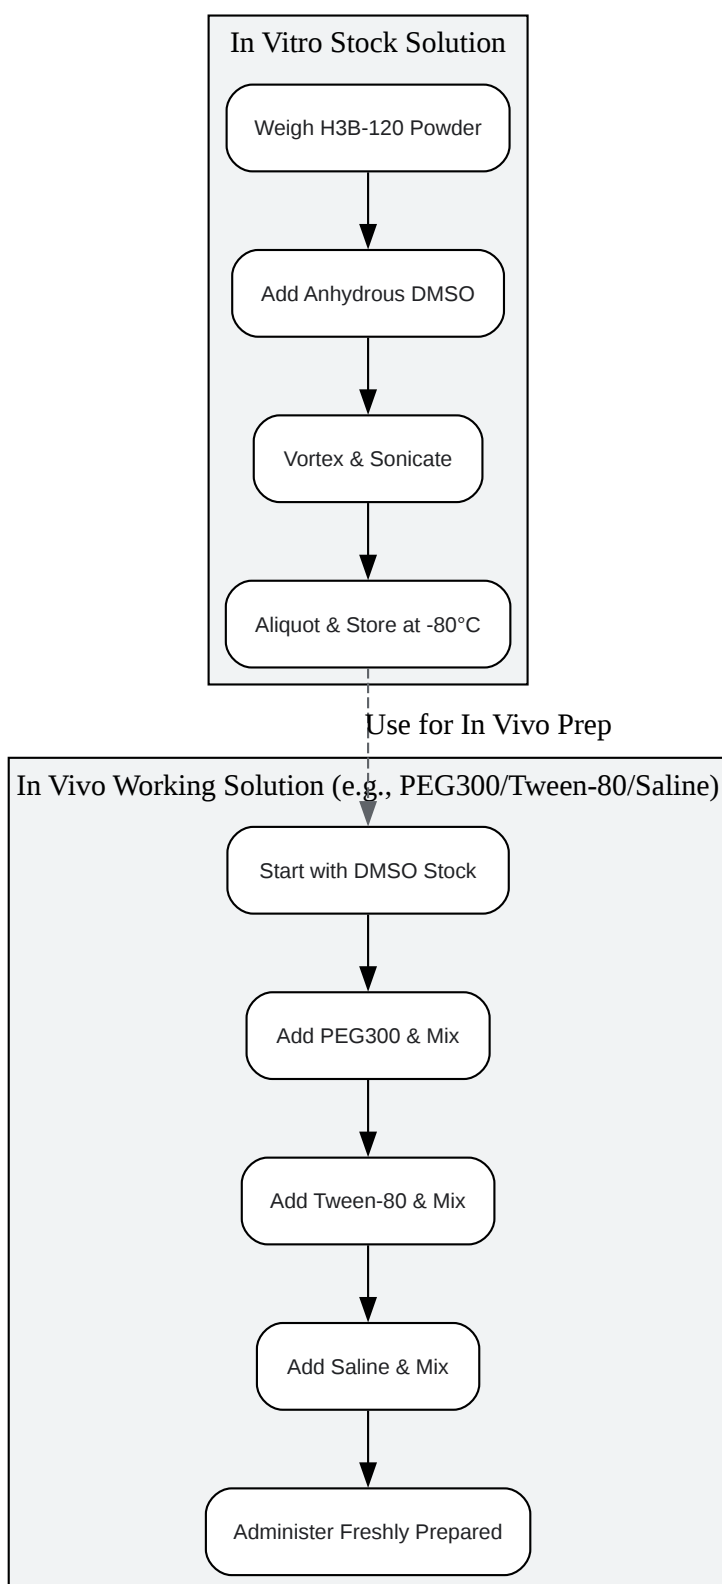 In Vitro Stock Solution
Weigh H3B-120 Powder
Add Anhydrous DMSO
Vortex & Sonicate
Aliquot & Store at -80°C
Use for In Vivo Prep
In Vivo Working Solution (e.g., PEG300/Tween-80/Saline)
Start with DMSO Stock
Add PEG300 & Mix
Add Tween-80 & Mix
Add Saline & Mix
Administer Freshly Prepared